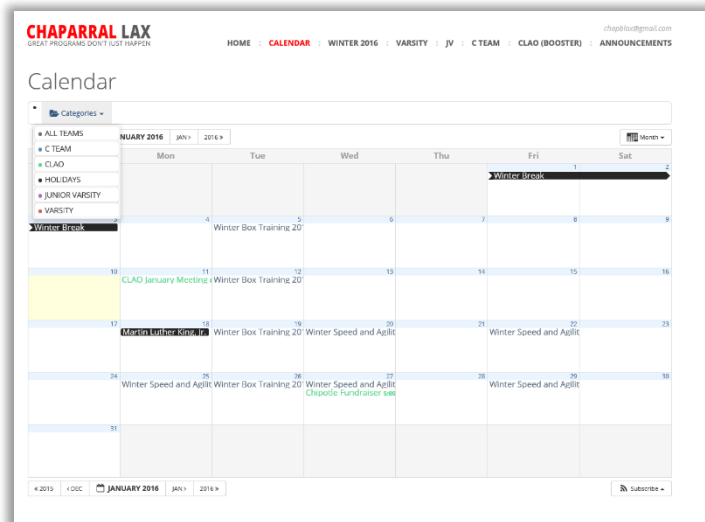 CHAPARRAL LAX
GREAT PROGRAMS DON'T JUST HAPPEN
chapblax@gmail.com
HOME : CALENDAR : WINTER 2016 : VARSITY : JV : C TEAM : CLAO (BOOSTER) : ANNOUNCEMENTS
Calendar
Categories
ALL TEAMS
C TEAM
CLAO
HOLIDAYS
JUNIOR VARSITY
VARSITY
NUARY 2016 JAN › 2016 » Month
Mon Tue Wed Thu Fri Sat
1 2
Winter Break
3 4 5 6 7 8 9
Winter Break Winter Box Training 20
10 11 12 13 14 15 16
CLAO January Meeting Winter Box Training 20
17 18 19 20 21 22 23
Martin Luther King, Jr. Winter Box Training 20 Winter Speed and Agilit Winter Speed and Agilit
24 25 26 27 28 29 30
Winter Speed and Agilit Winter Box Training 20 Winter Speed and Agilit Winter Speed and Agilit
Chipotle Fundraiser
31
« 2015 ‹ DEC JANUARY 2016 JAN › 2016 » Subscribe